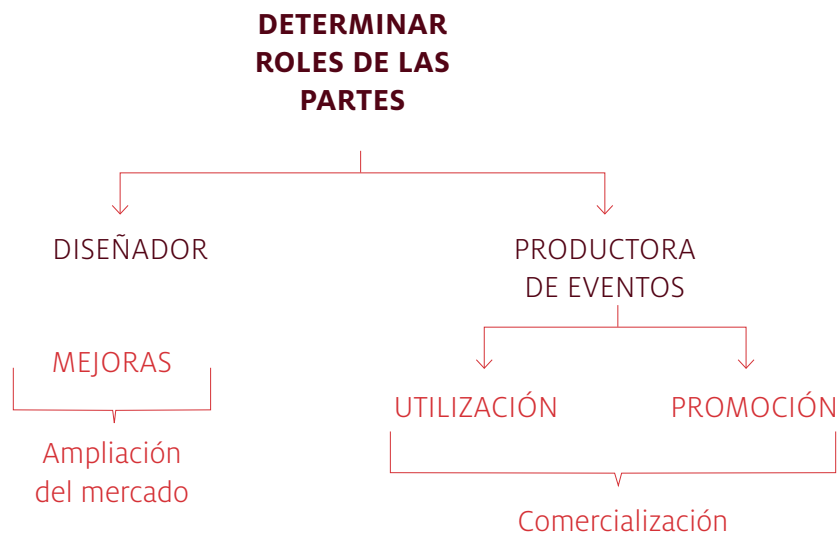 DETERMINAR
ROLES DE LAS
PARTES
DISEÑADOR
PRODUCTORA
DE EVENTOS
MEJORAS
UTILIZACIÓN
PROMOCIÓN
Ampliación
del mercado
Comercialización